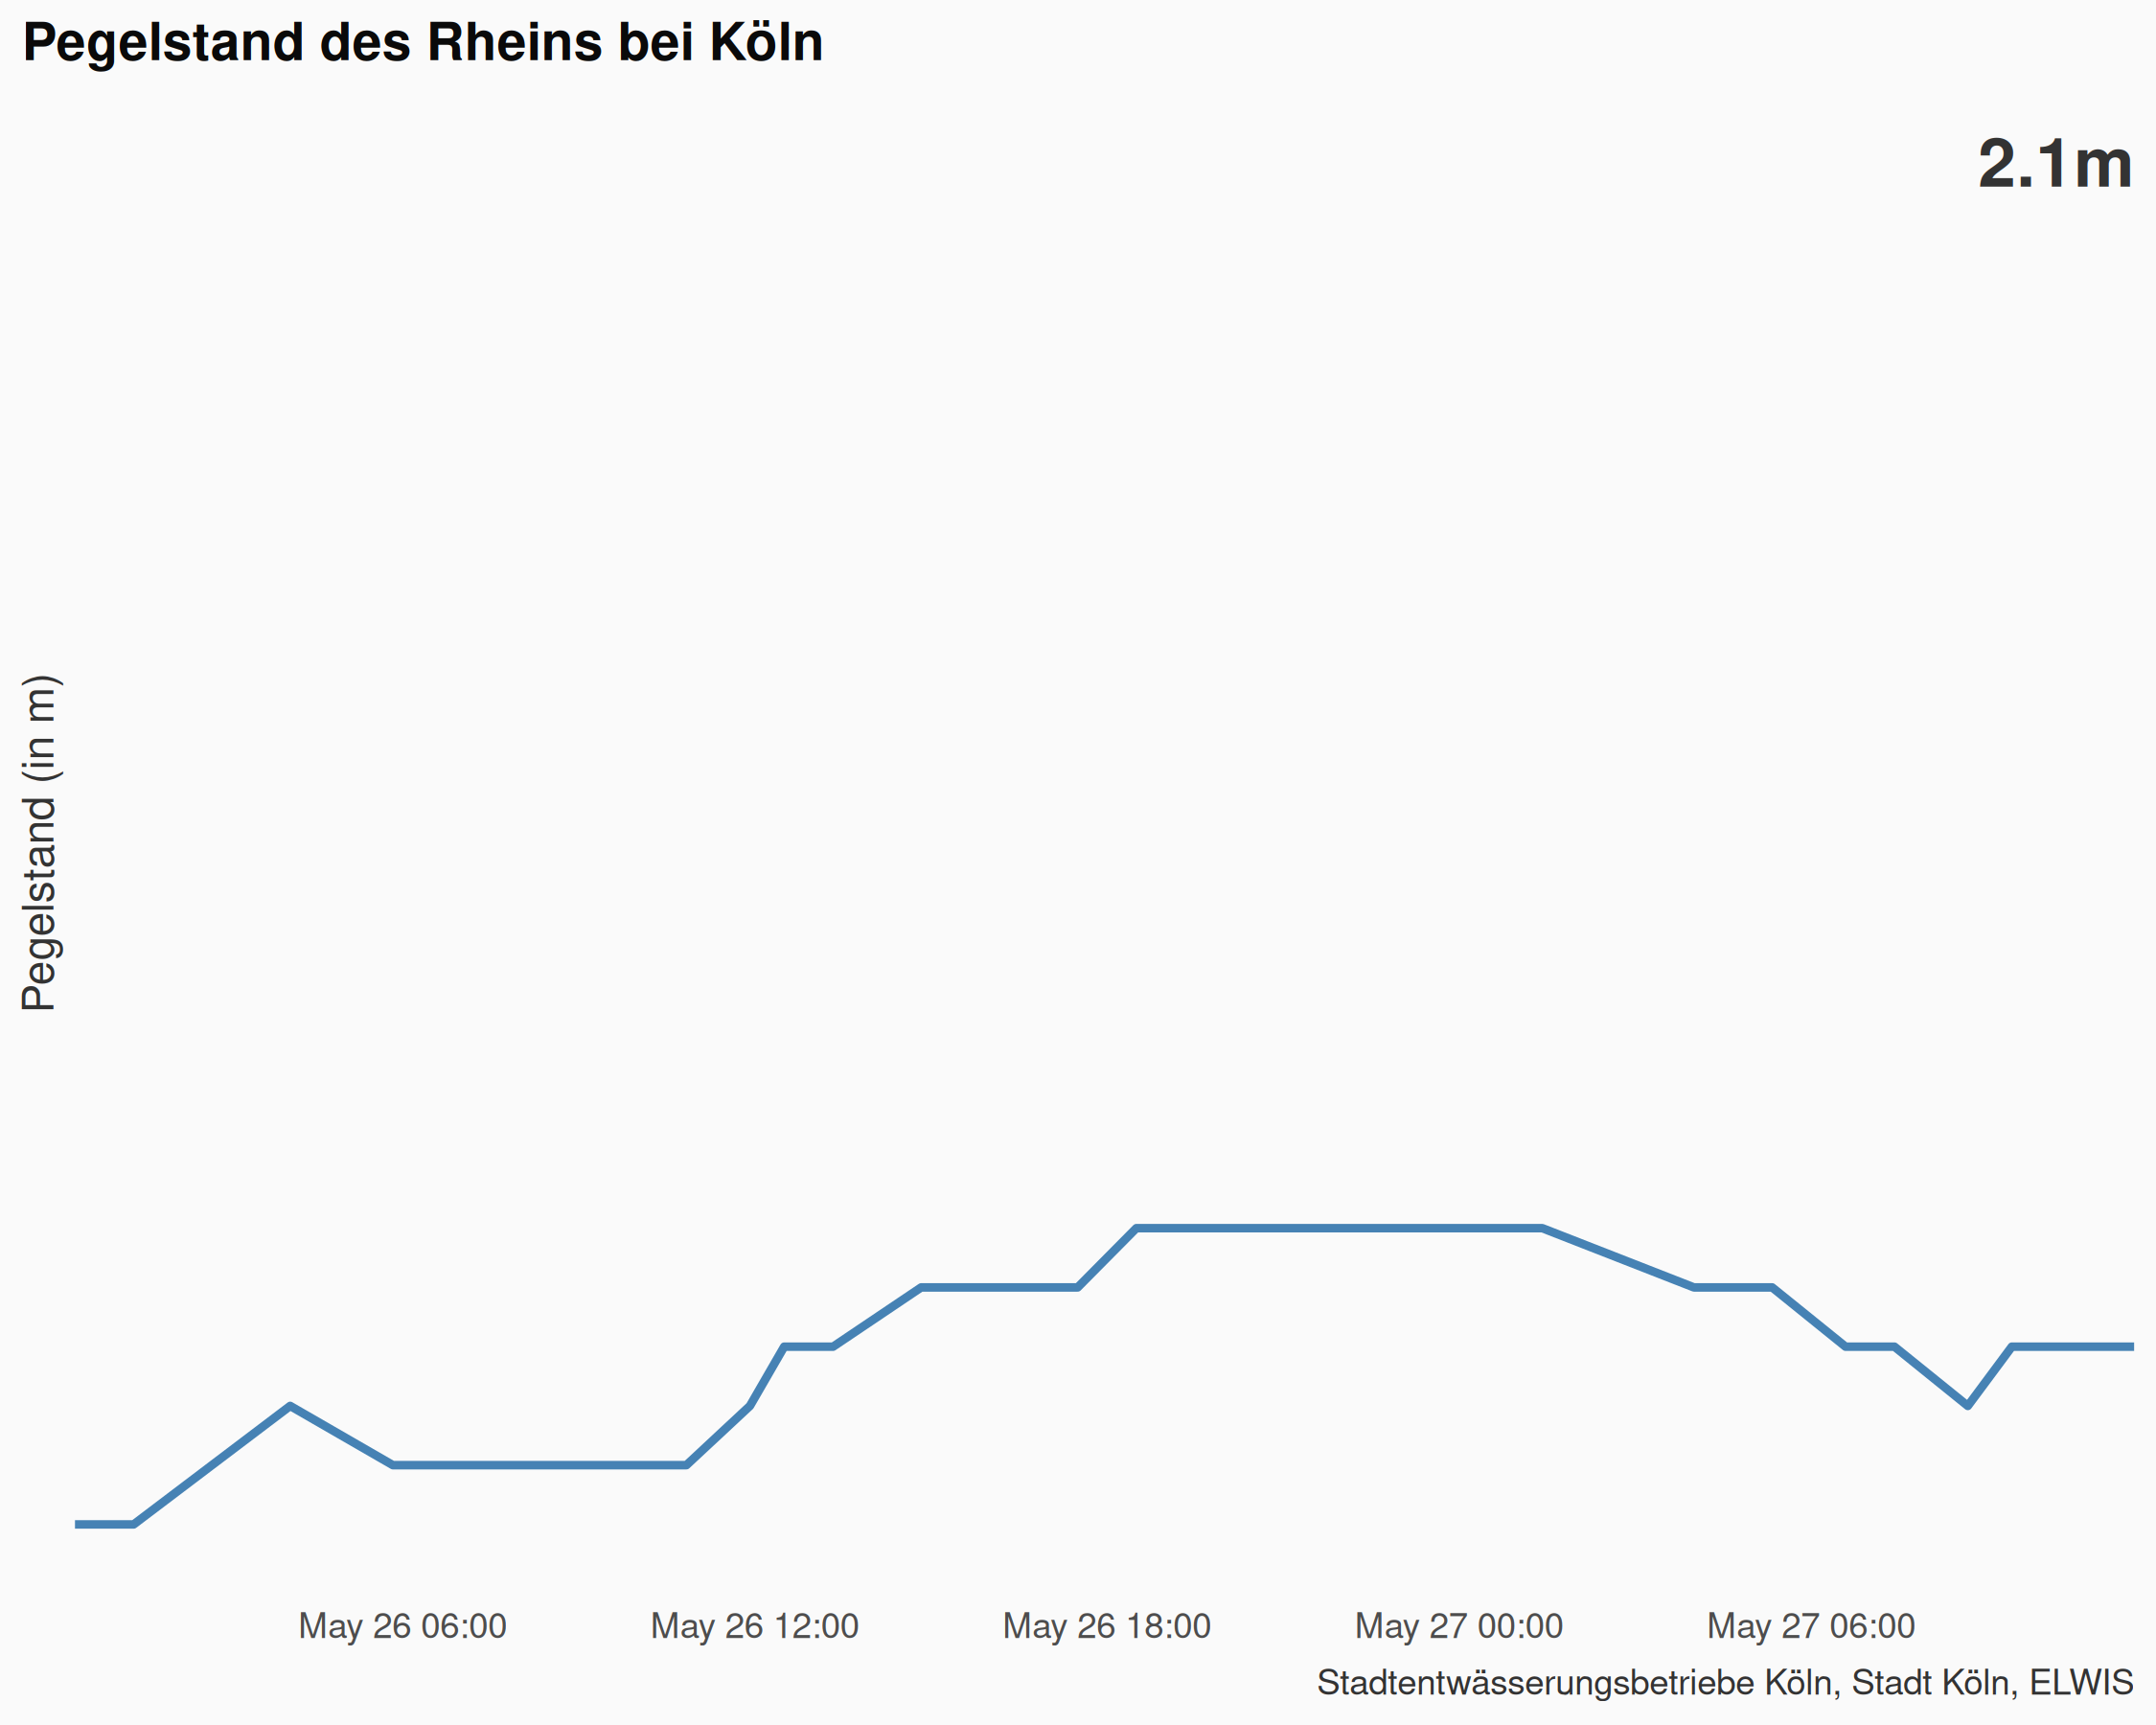 Pegelstand des Rheins bei Köln
2.1m
Pegelstand (in m)
May 26 06:00 May 26 12:00 May 26 18:00 May 27 00:00 May 27 06:00
Stadtentwässerungsbetriebe Köln, Stadt Köln, ELWIS